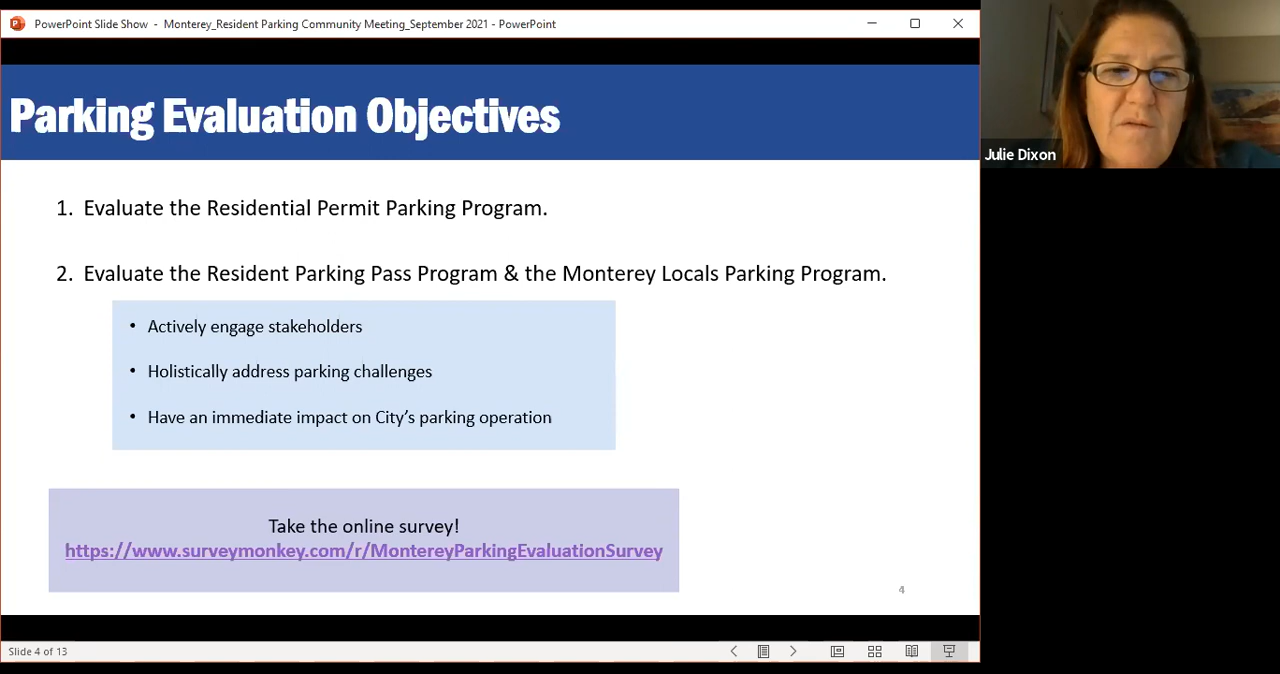 PowerPoint Slide Show - Monterey_Resident Parking Community Meeting_September 2021 - PowerPoint
Parking Evaluation Objectives
1. Evaluate the Residential Permit Parking Program.
2. Evaluate the Resident Parking Pass Program & the Monterey Locals Parking Program.
• Actively engage stakeholders
• Holistically address parking challenges
• Have an immediate impact on City's parking operation
Take the online survey!
https://www.surveymonkey.com/r/MontereyParkingEvaluationSurvey
4
Slide 4 of 13
Julie Dixon